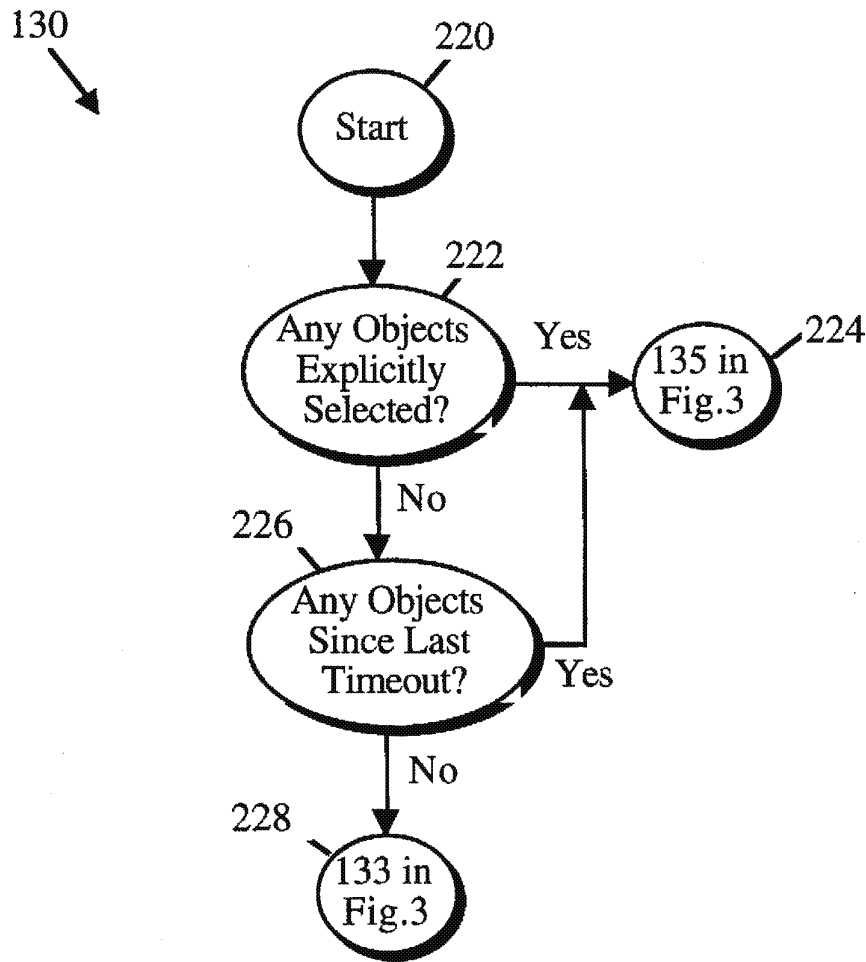 130
220
Start
222
Any Objects
Explicitly
Selected?
Yes
224
135 in
Fig.3
No
226
Any Objects
Since Last
Timeout?
Yes
No
228
133 in
Fig.3